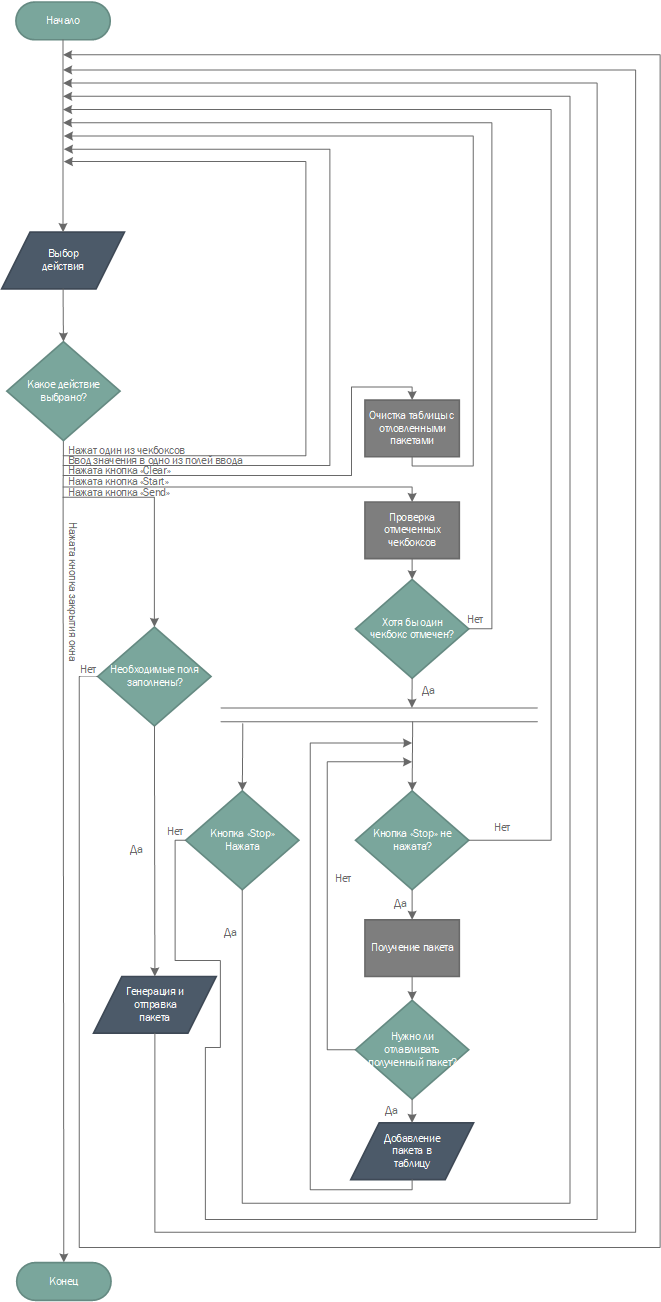 Начало
Выбор
действия
Какое действие
выбрано?
Очистка таблицы с
отловленными
пакетами
Нажат один из чекбоксов
Ввод значения в одно из полей ввода
Нажата кнопка «Clear»
Нажата кнопка «Start»
Нажата кнопка «Send»
Проверка
отмеченных
чекбоксов
Нажата кнопка закрытия окна
Хотя бы один
чекбокс отмечен?
Нет
Необходимые поля
заполнены?
Нет
Да
Кнопка «Stop»
Нажата
Нет
Кнопка «Stop» не
нажата?
Нет
Да
Нет
Да
Да
Получение пакета
Генерация и
отправка
пакета
Нужно ли
отлавливать
полученный пакет?
Да
Добавление
пакета в
таблицу
Конец